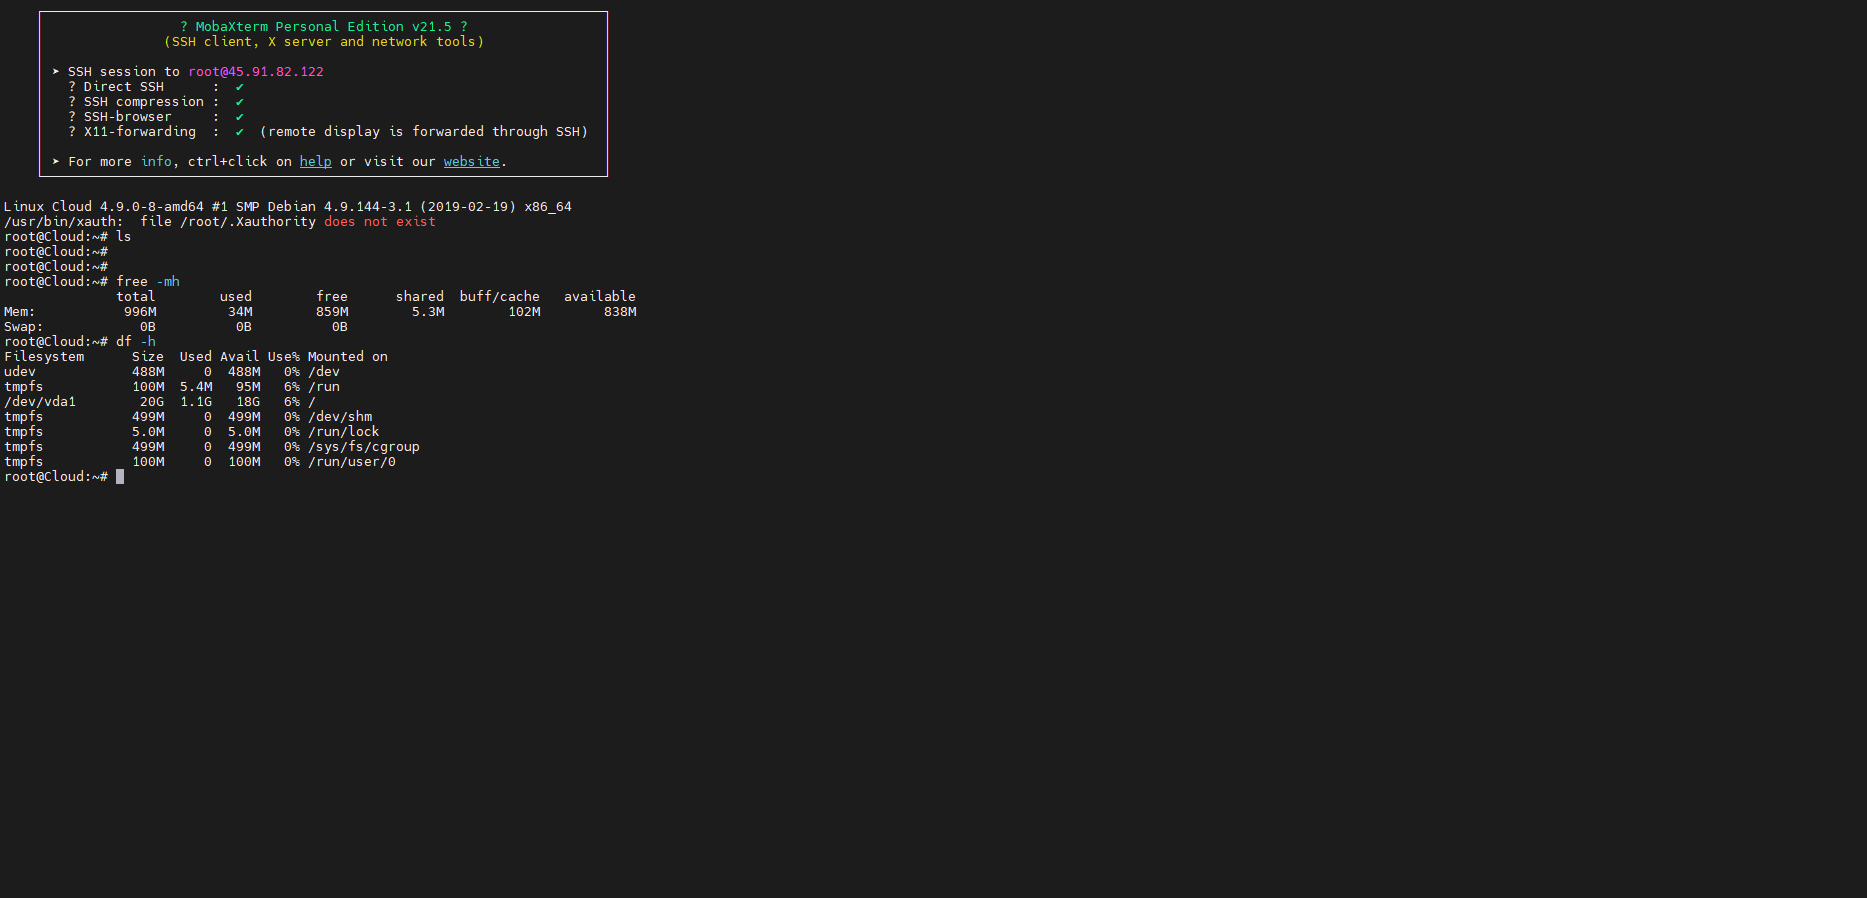 ? MobaXterm Personal Edition v21.5 ?
(SSH client, X server and network tools)
➤ SSH session to root@45.91.82.122
? Direct SSH      :  ✔
? SSH compression :  ✔
? SSH-browser     :  ✔
? X11-forwarding  :  ✔  (remote display is forwarded through SSH)
➤ For more info, ctrl+click on help or visit our website.
Linux Cloud 4.9.0-8-amd64 #1 SMP Debian 4.9.144-3.1 (2019-02-19) x86_64
/usr/bin/xauth:  file /root/.Xauthority does not exist
root@Cloud:~# ls
root@Cloud:~#
root@Cloud:~#
root@Cloud:~# free -mh
              total        used        free      shared  buff/cache   available
Mem:           996M         34M        859M        5.3M        102M        838M
Swap:            0B          0B          0B
root@Cloud:~# df -h
Filesystem      Size  Used Avail Use% Mounted on
udev            488M     0  488M   0% /dev
tmpfs           100M  5.4M   95M   6% /run
/dev/vda1        20G  1.1G   18G   6% /
tmpfs           499M     0  499M   0% /dev/shm
tmpfs           5.0M     0  5.0M   0% /run/lock
tmpfs           499M     0  499M   0% /sys/fs/cgroup
tmpfs           100M     0  100M   0% /run/user/0
root@Cloud:~#